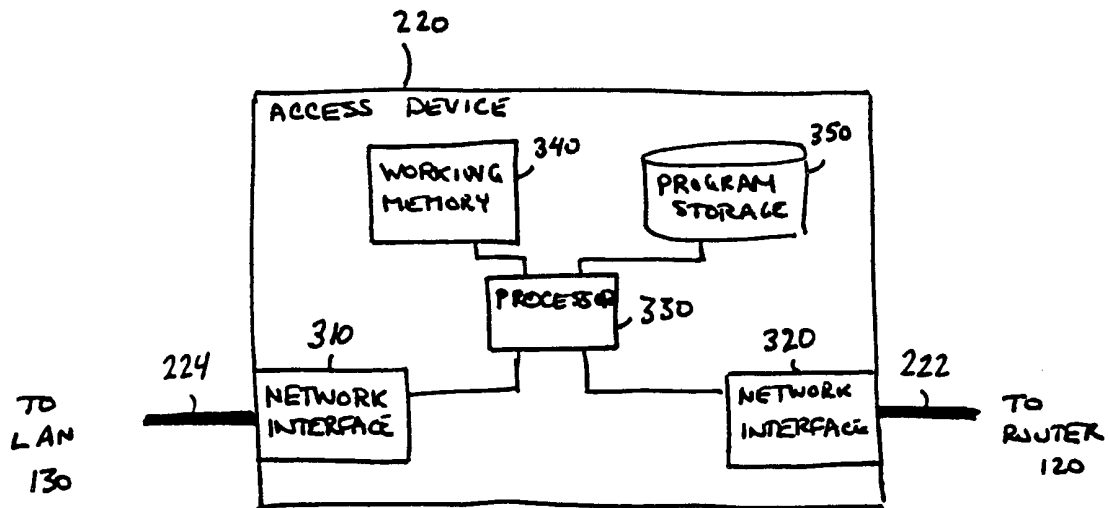 220
ACCESS DEVICE
340
350
WORKING
MEMORY
PROGRAM
STORAGE
PROCESSOR
330
310
320
224
222
NETWORK
INTERFACE
NETWORK
INTERFACE
TO
LAN
130
TO
ROUTER
120